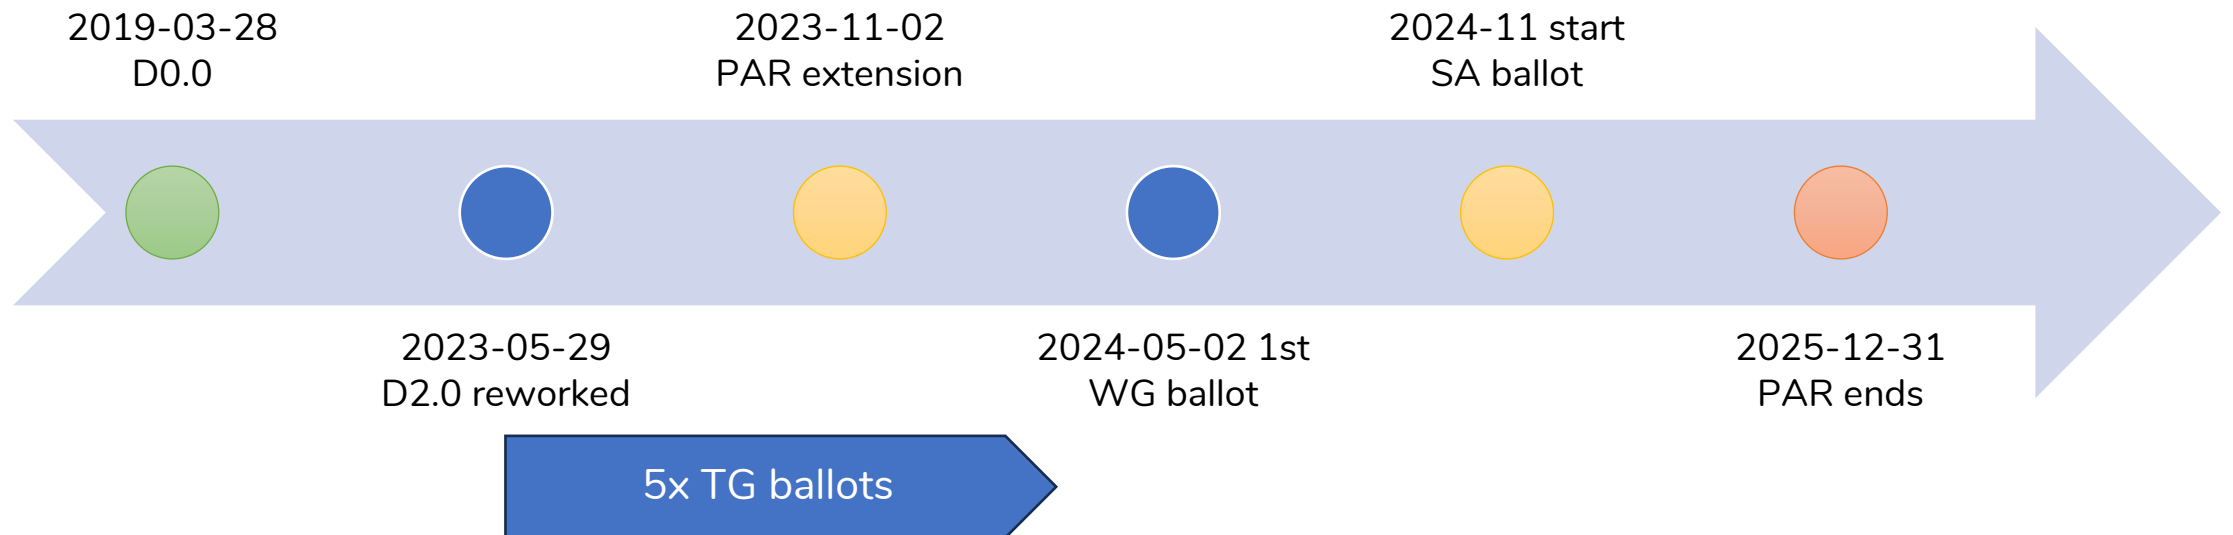 2019-03-28
D0.0
2023-11-02
PAR extension
2024-11 start
SA ballot
2023-05-29
D2.0 reworked
2024-05-02 1st
WG ballot
2025-12-31
PAR ends
5x TG ballots